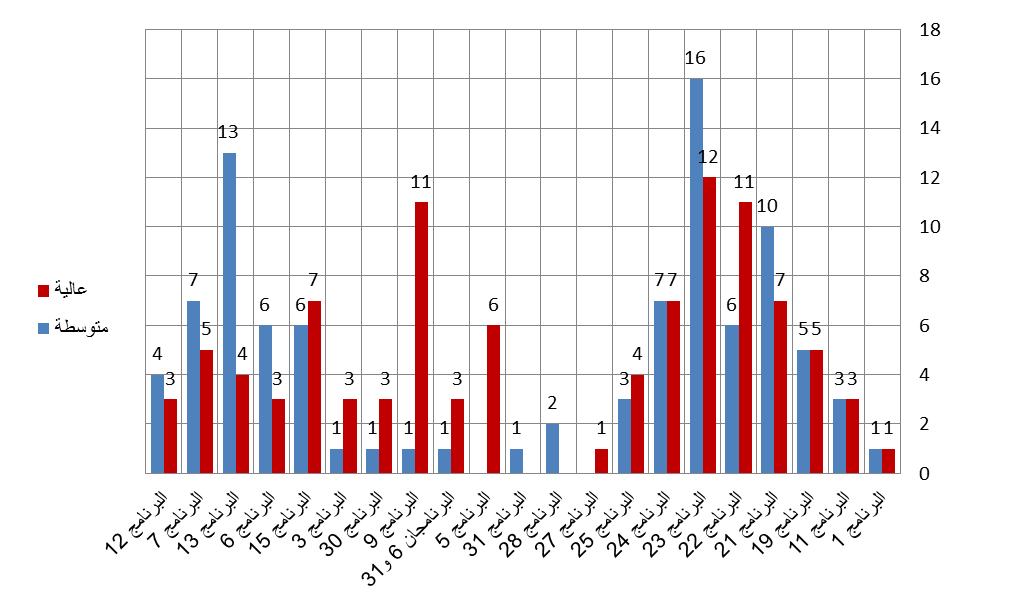 18
16
14
12
10
8
6
4
2
0
1 1
3 3
5 5
7 10
11 6
12 16
7 7
4 3
1
2
1
6
3 1
11 1
3 1
3 1
7 6
3 6
4 13
5 7
3 4
البرنامج 1
البرنامج 11
البرنامج 19
البرنامج 21
البرنامج 22
البرنامج 23
البرنامج 24
البرنامج 25
البرنامج 27
البرنامج 28
البرنامج 31
البرنامج 5
البرنامجان 6 و31
البرنامج 9
البرنامج 30
البرنامج 3
البرنامج 15
البرنامج 6
البرنامج 13
البرنامج 7
البرنامج 12
عالية
متوسطة